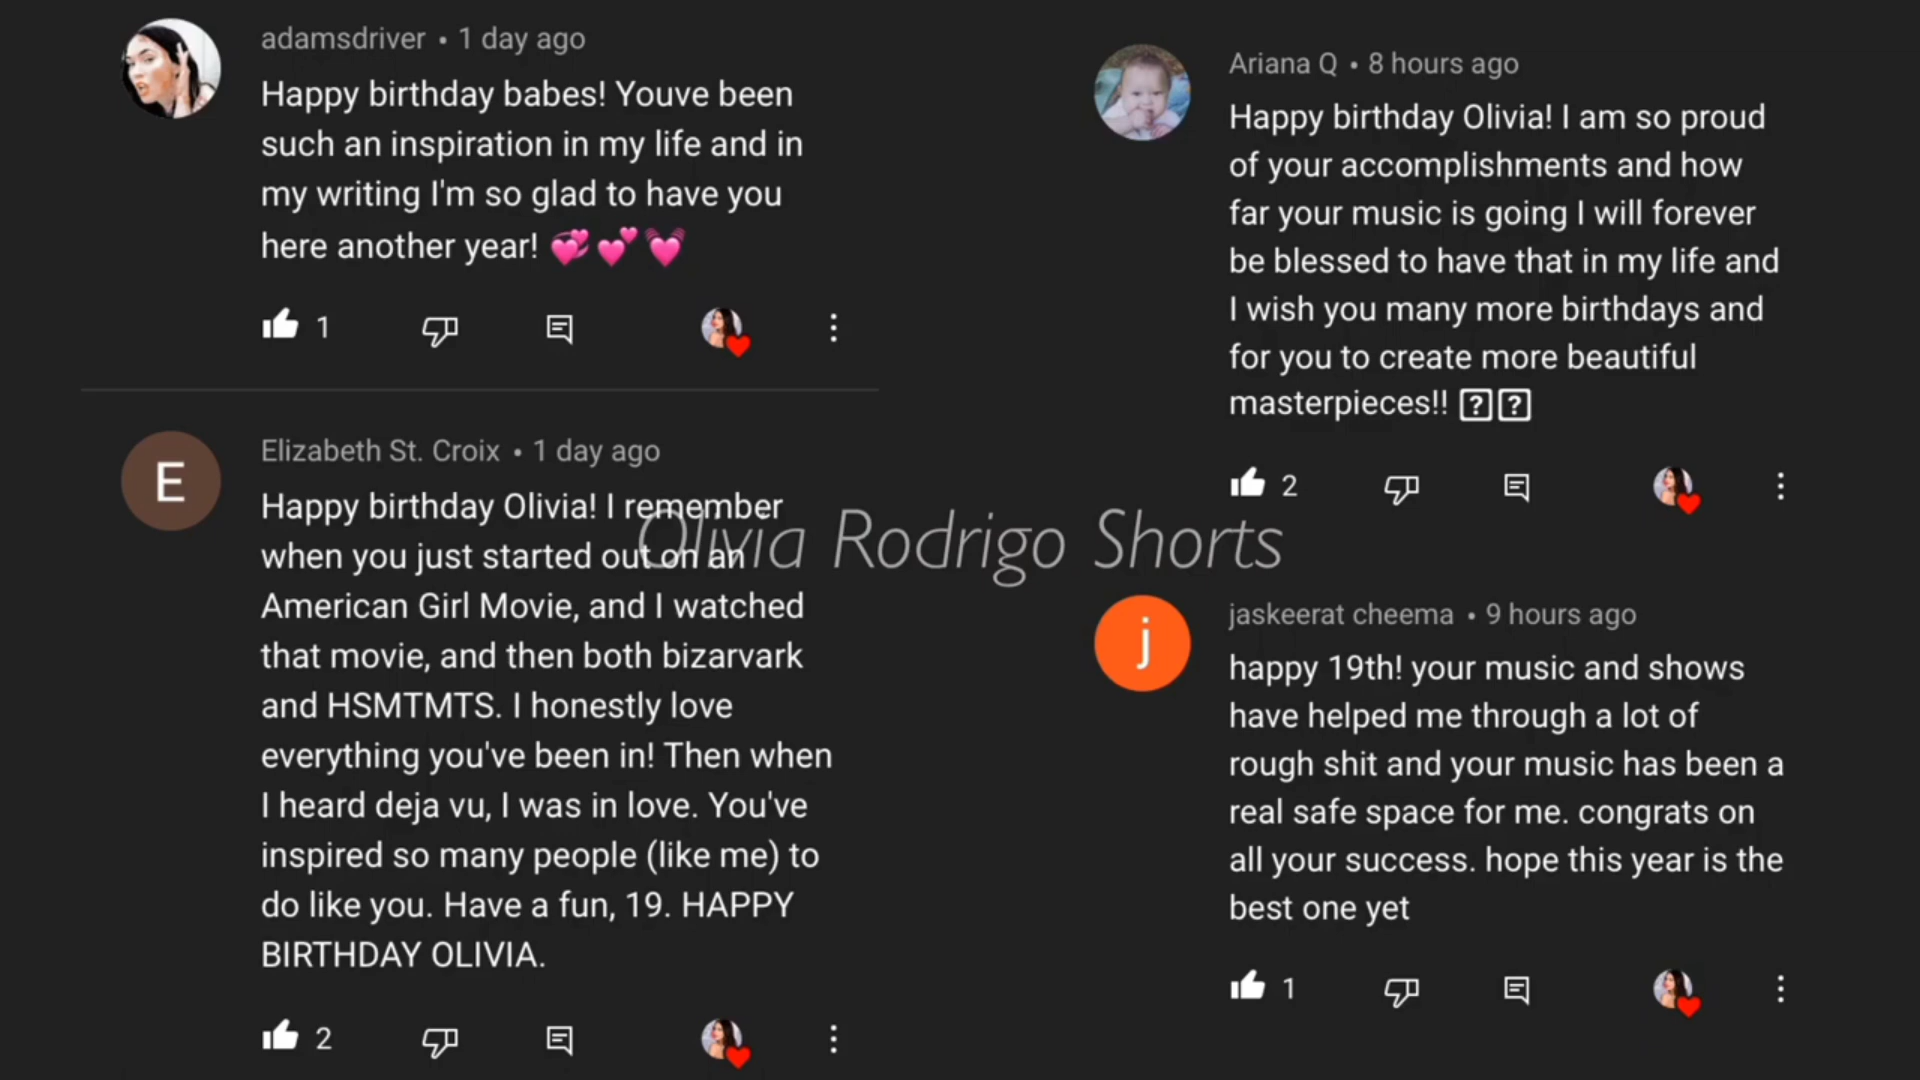 adamsdriver • 1 day ago
Happy birthday babes! Youve been
such an inspiration in my life and in
my writing I'm so glad to have you
here another year! 💞💕💓
1
E
Elizabeth St. Croix • 1 day ago
Happy birthday Olivia! I remember
when you just started out on an
American Girl Movie, and I watched
that movie, and then both bizarvark
and HSMTMTS. I honestly love
everything you've been in! Then when
I heard deja vu, I was in love. You've
inspired so many people (like me) to
do like you. Have a fun, 19. HAPPY
BIRTHDAY OLIVIA.
2
Olivia Rodrigo Shorts
Ariana Q • 8 hours ago
Happy birthday Olivia! I am so proud
of your accomplishments and how
far your music is going I will forever
be blessed to have that in my life and
I wish you many more birthdays and
for you to create more beautiful
masterpieces!! ⍰⍰
2
j
jaskeerat cheema • 9 hours ago
happy 19th! your music and shows
have helped me through a lot of
rough shit and your music has been a
real safe space for me. congrats on
all your success. hope this year is the
best one yet
1